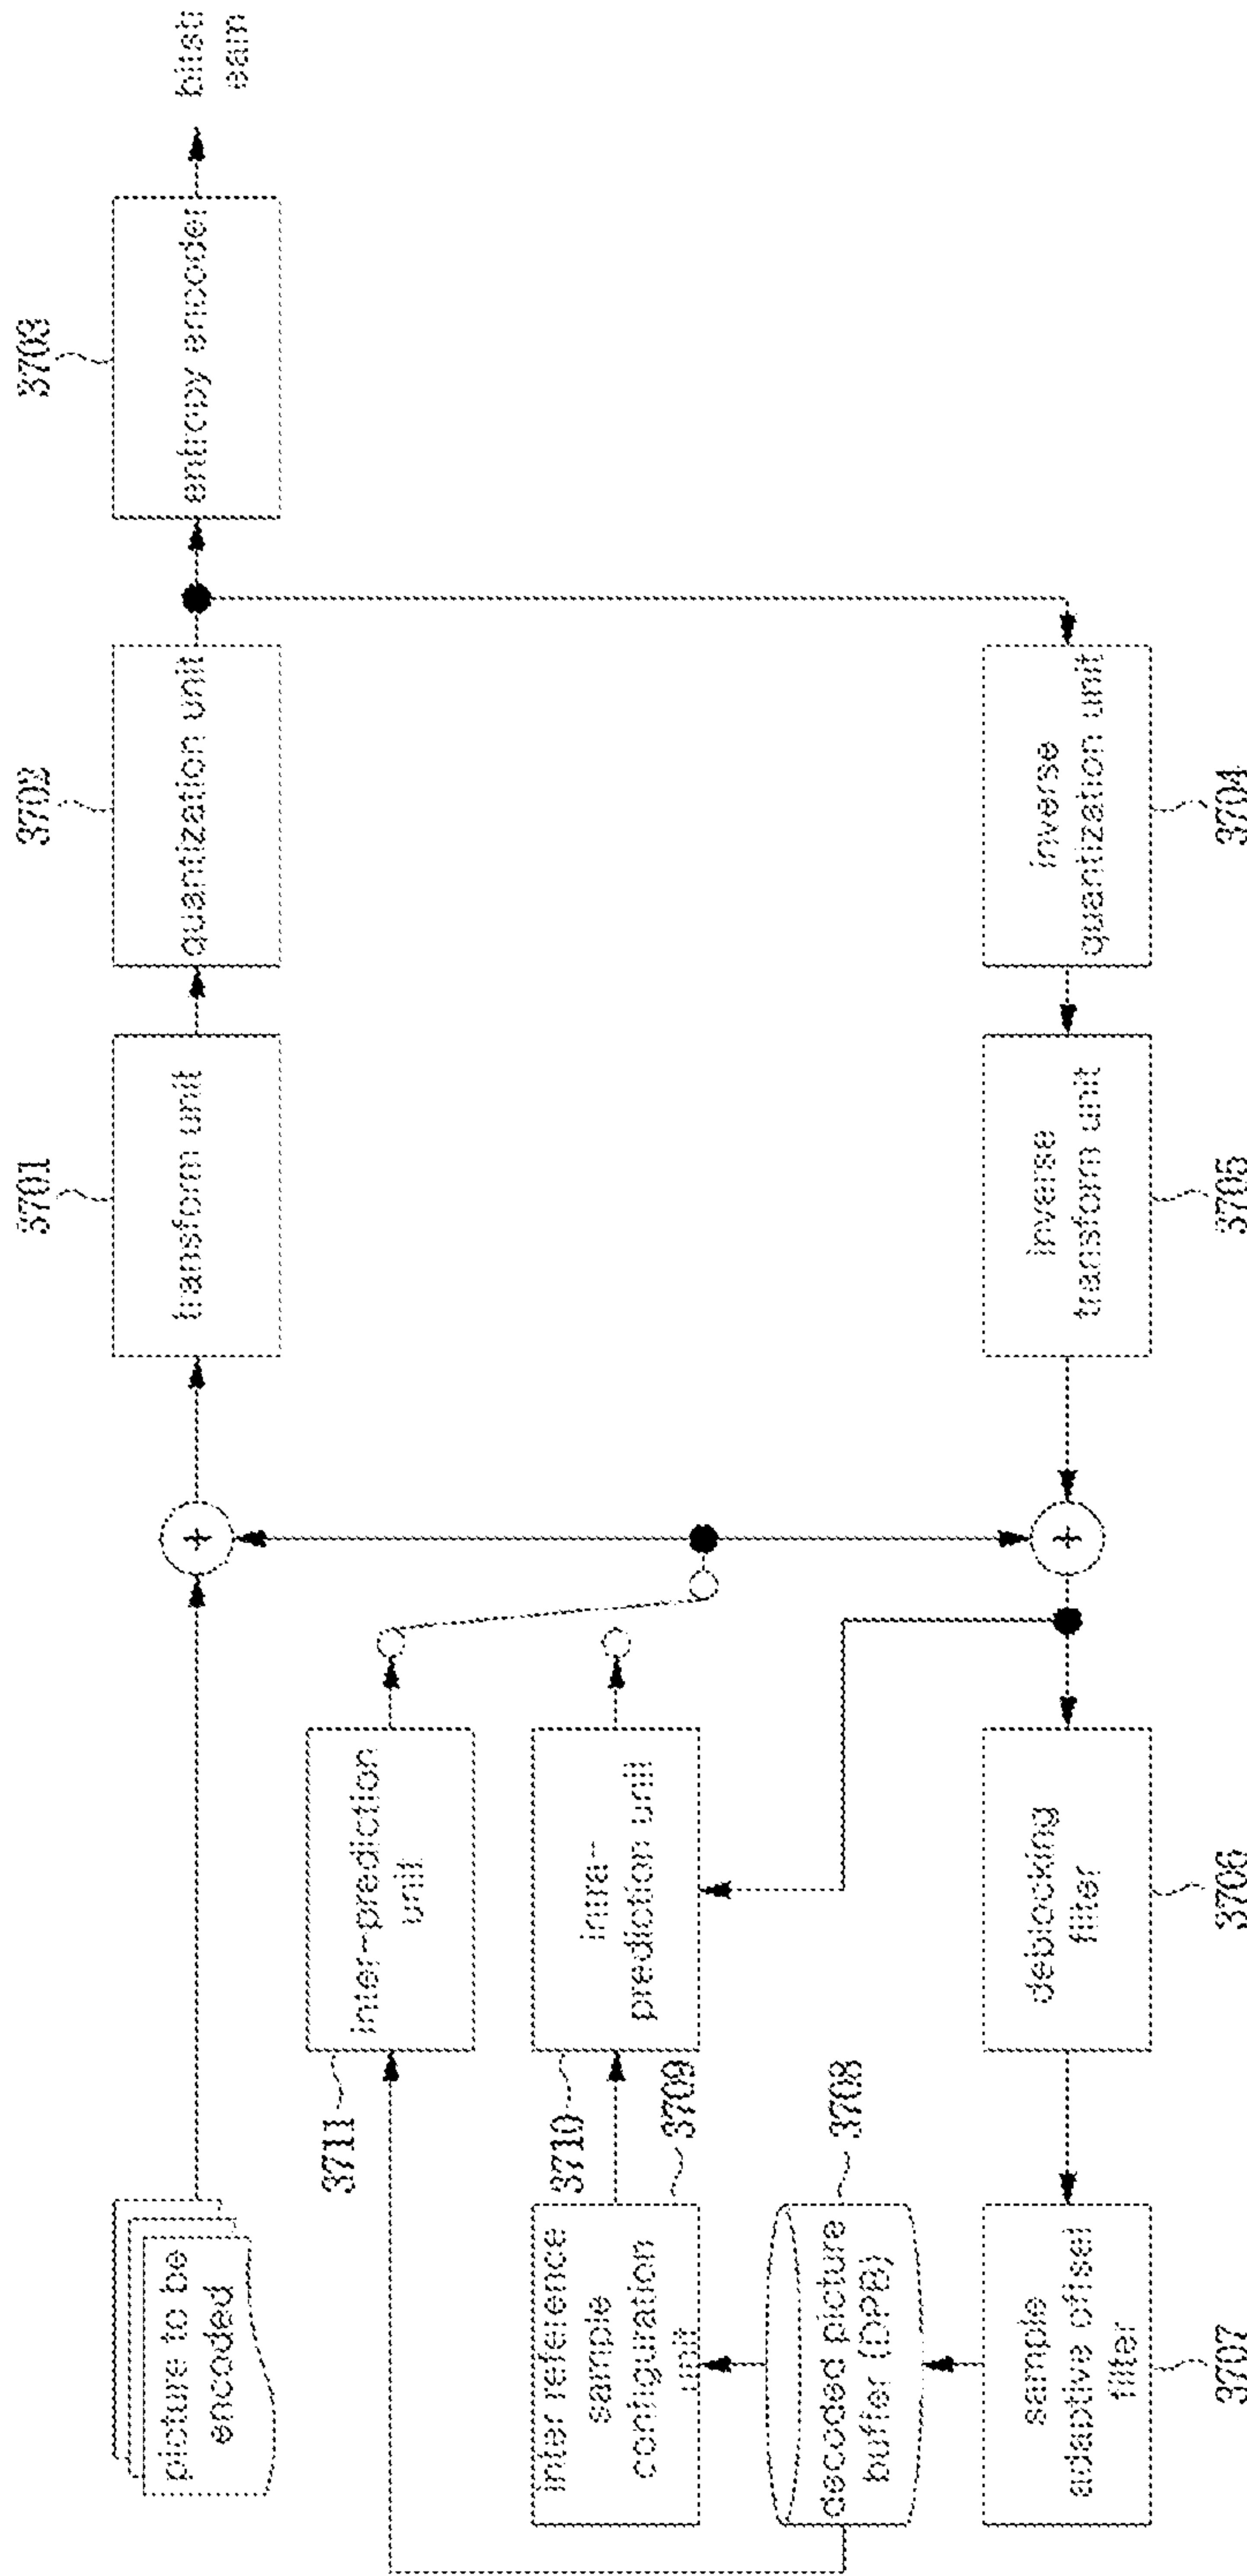 3701
3702
3703
picture to be
encoded
transform unit
quantization unit
entropy encoder
bitstr
eam
3711
inter-prediction
unit
3710
intra-
prediction unit
3709
inter reference
sample
configuration
unit
3708
decoded picture
buffer (DPB)
sample
adaptive offset
filter
deblocking
filter
inverse
transform unit
inverse
quantization unit
3707
3706
3705
3704
+
+